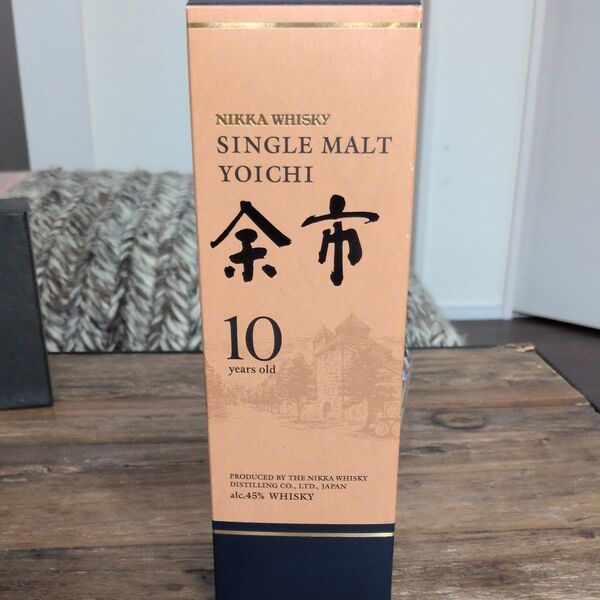 NIKKA WHISKY
SINGLE MALT
YOICHI
余市
10
years old
PRODUCED BY THE NIKKA WHISKY
DISTILLING CO., LTD., JAPAN
alc.45% WHISKY